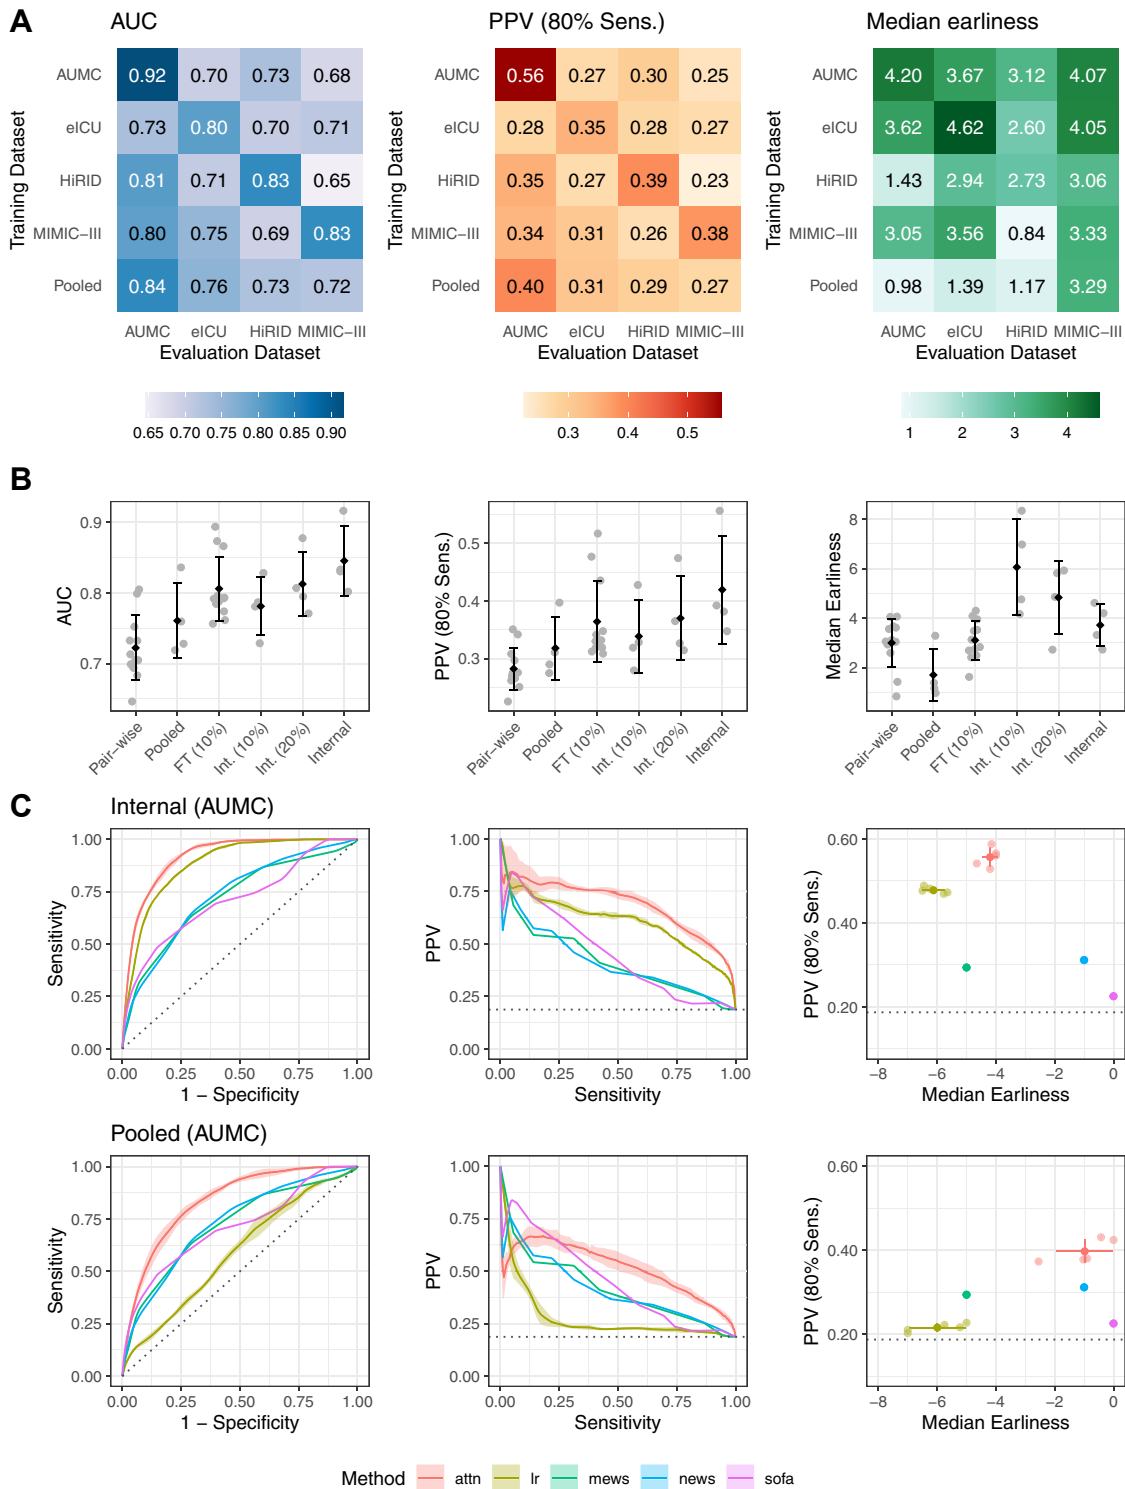 A
AUC
PPV (80% Sens.)
Median earliness
Training Dataset
AUMC 0.92 0.70 0.73 0.68
eICU 0.73 0.80 0.70 0.71
HiRID 0.81 0.71 0.83 0.65
MIMIC−III 0.80 0.75 0.69 0.83
Pooled 0.84 0.76 0.73 0.72
AUMC eICU HiRID MIMIC−III
Evaluation Dataset
0.65 0.70 0.75 0.80 0.85 0.90
Training Dataset
AUMC 0.56 0.27 0.30 0.25
eICU 0.28 0.35 0.28 0.27
HiRID 0.35 0.27 0.39 0.23
MIMIC−III 0.34 0.31 0.26 0.38
Pooled 0.40 0.31 0.29 0.27
AUMC eICU HiRID MIMIC−III
Evaluation Dataset
0.3 0.4 0.5
Training Dataset
AUMC 4.20 3.67 3.12 4.07
eICU 3.62 4.62 2.60 4.05
HiRID 1.43 2.94 2.73 3.06
MIMIC−III 3.05 3.56 0.84 3.33
Pooled 0.98 1.39 1.17 3.29
AUMC eICU HiRID MIMIC−III
Evaluation Dataset
1 2 3 4
B
AUC
0.9
0.8
0.7
Pair−wise Pooled FT (10%) Int. (10%) Int. (20%) Internal
PPV (80% Sens.)
0.5
0.4
0.3
Pair−wise Pooled FT (10%) Int. (10%) Int. (20%) Internal
Median Earliness
8
6
4
2
Pair−wise Pooled FT (10%) Int. (10%) Int. (20%) Internal
C
Internal (AUMC)
Sensitivity
1.00
0.75
0.50
0.25
0.00
0.00 0.25 0.50 0.75 1.00
1 − Specificity
PPV
1.00
0.75
0.50
0.25
0.00
0.00 0.25 0.50 0.75 1.00
Sensitivity
PPV (80% Sens.)
0.60
0.40
0.20
−8 −6 −4 −2 0
Median Earliness
Pooled (AUMC)
Sensitivity
1.00
0.75
0.50
0.25
0.00
0.00 0.25 0.50 0.75 1.00
1 − Specificity
PPV
1.00
0.75
0.50
0.25
0.00
0.00 0.25 0.50 0.75 1.00
Sensitivity
PPV (80% Sens.)
0.60
0.40
0.20
−8 −6 −4 −2 0
Median Earliness
Method attn lr mews news sofa